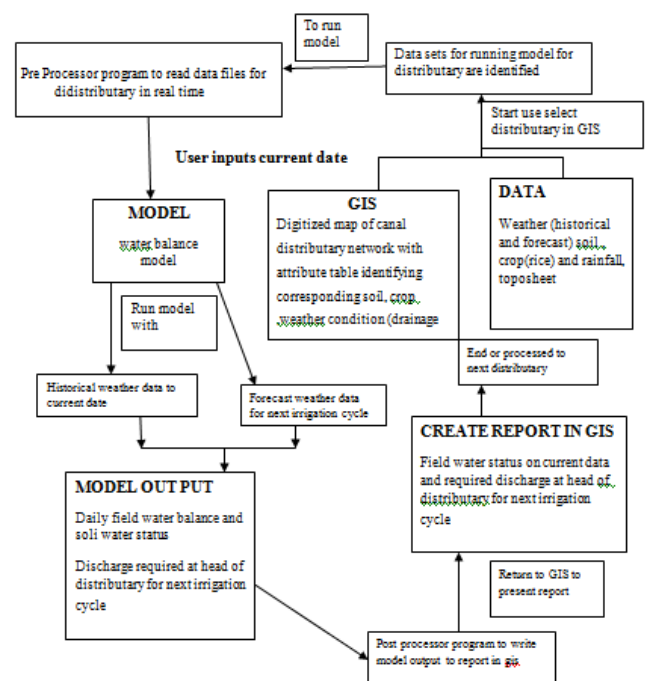 To run
model
Pre Processor program to read data files for
didistributary in real time
Data sets for running model for
distributary are identified
Start use select
distributary in GIS
User inputs current date
MODEL
water balance
model
GIS
Digitized map of canal
distributary network with
attribute table identifying
corresponding soil, crop
,weather condition (drainage
DATA
Weather (historical
and forecast) soil ,
crop(rice) and rainfall,
toposheet
Run model
with
End or processed to
next distributary
Historical weather data to
current date
Forecast weather data
for next irrigation cycle
CREATE REPORT IN GIS
Field water status on current data
and required discharge at head of
distributary for next irrigation
cycle
MODEL OUT PUT
Daily field water balance and
soli water status
Discharge required at head of
distributary for next irrigation
cycle
Return to GIS to
present report
Post processor program to write
model output to report in gis.